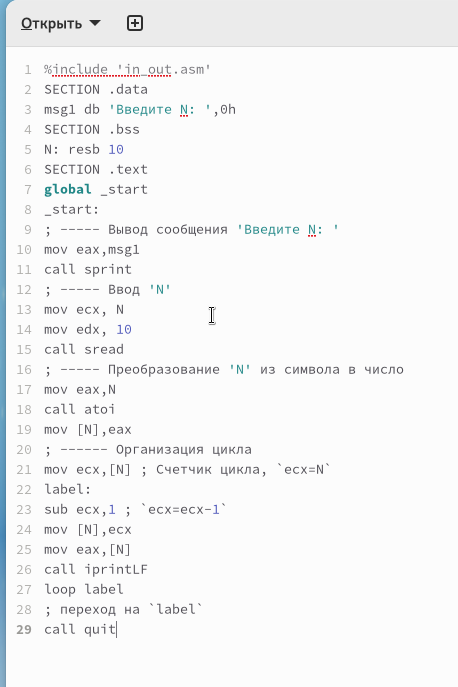 Открыть
1 %include 'in_out.asm'
2 SECTION .data
3 msg1 db 'Введите N: ',0h
4 SECTION .bss
5 N: resb 10
6 SECTION .text
7 global _start
8 _start:
9 ; ----- Вывод сообщения 'Введите N: '
10 mov eax,msg1
11 call sprint
12 ; ----- Ввод 'N'
13 mov ecx, N
14 mov edx, 10
15 call sread
16 ; ----- Преобразование 'N' из символа в число
17 mov eax,N
18 call atoi
19 mov [N],eax
20 ; ------ Организация цикла
21 mov ecx,[N] ; Счетчик цикла, `ecx=N`
22 label:
23 sub ecx,1 ; `ecx=ecx-1`
24 mov [N],ecx
25 mov eax,[N]
26 call iprintLF
27 loop label
28 ; переход на `label`
29 call quit